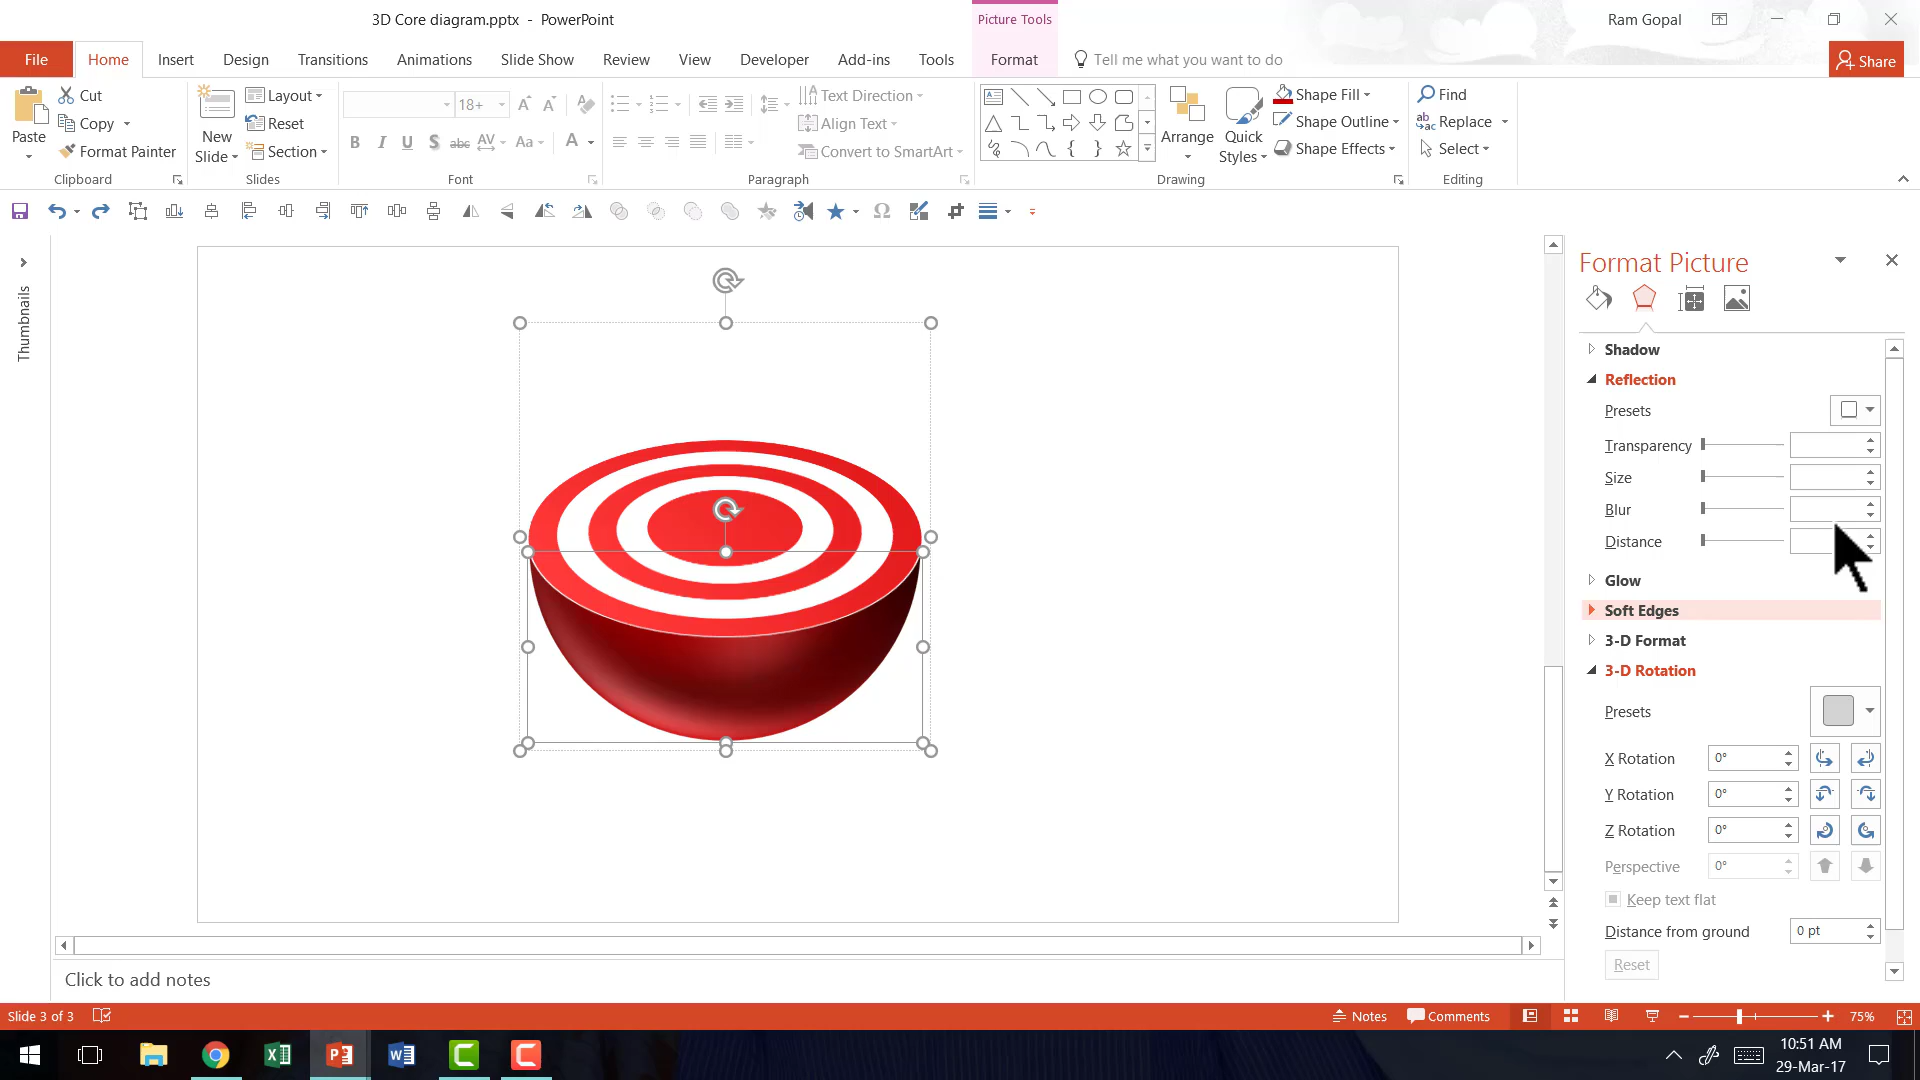 3D Core diagram.pptx - PowerPoint
Picture Tools
Ram Gopal
File
Home
Insert
Design
Transitions
Animations
Slide Show
Review
View
Developer
Add-ins
Tools
Format
Tell me what you want to do
Share
Paste
Cut
Copy
Format Painter
Clipboard
New
Slide
Layout
Reset
Section
Slides
18+
B I U S abc AV Aa A
Font
Text Direction
Align Text
Convert to SmartArt
Paragraph
Arrange
Quick
Styles
Shape Fill
Shape Outline
Shape Effects
Drawing
Find
Replace
Select
Editing
Thumbnails
Format Picture
Shadow
Reflection
Presets
Transparency
Size
Blur
Distance
Glow
Soft Edges
3-D Format
3-D Rotation
Presets
X Rotation 0°
Y Rotation 0°
Z Rotation 0°
Perspective 0°
Keep text flat
Distance from ground 0 pt
Reset
Click to add notes
Slide 3 of 3
Notes
Comments
75%
10:51 AM
29-Mar-17